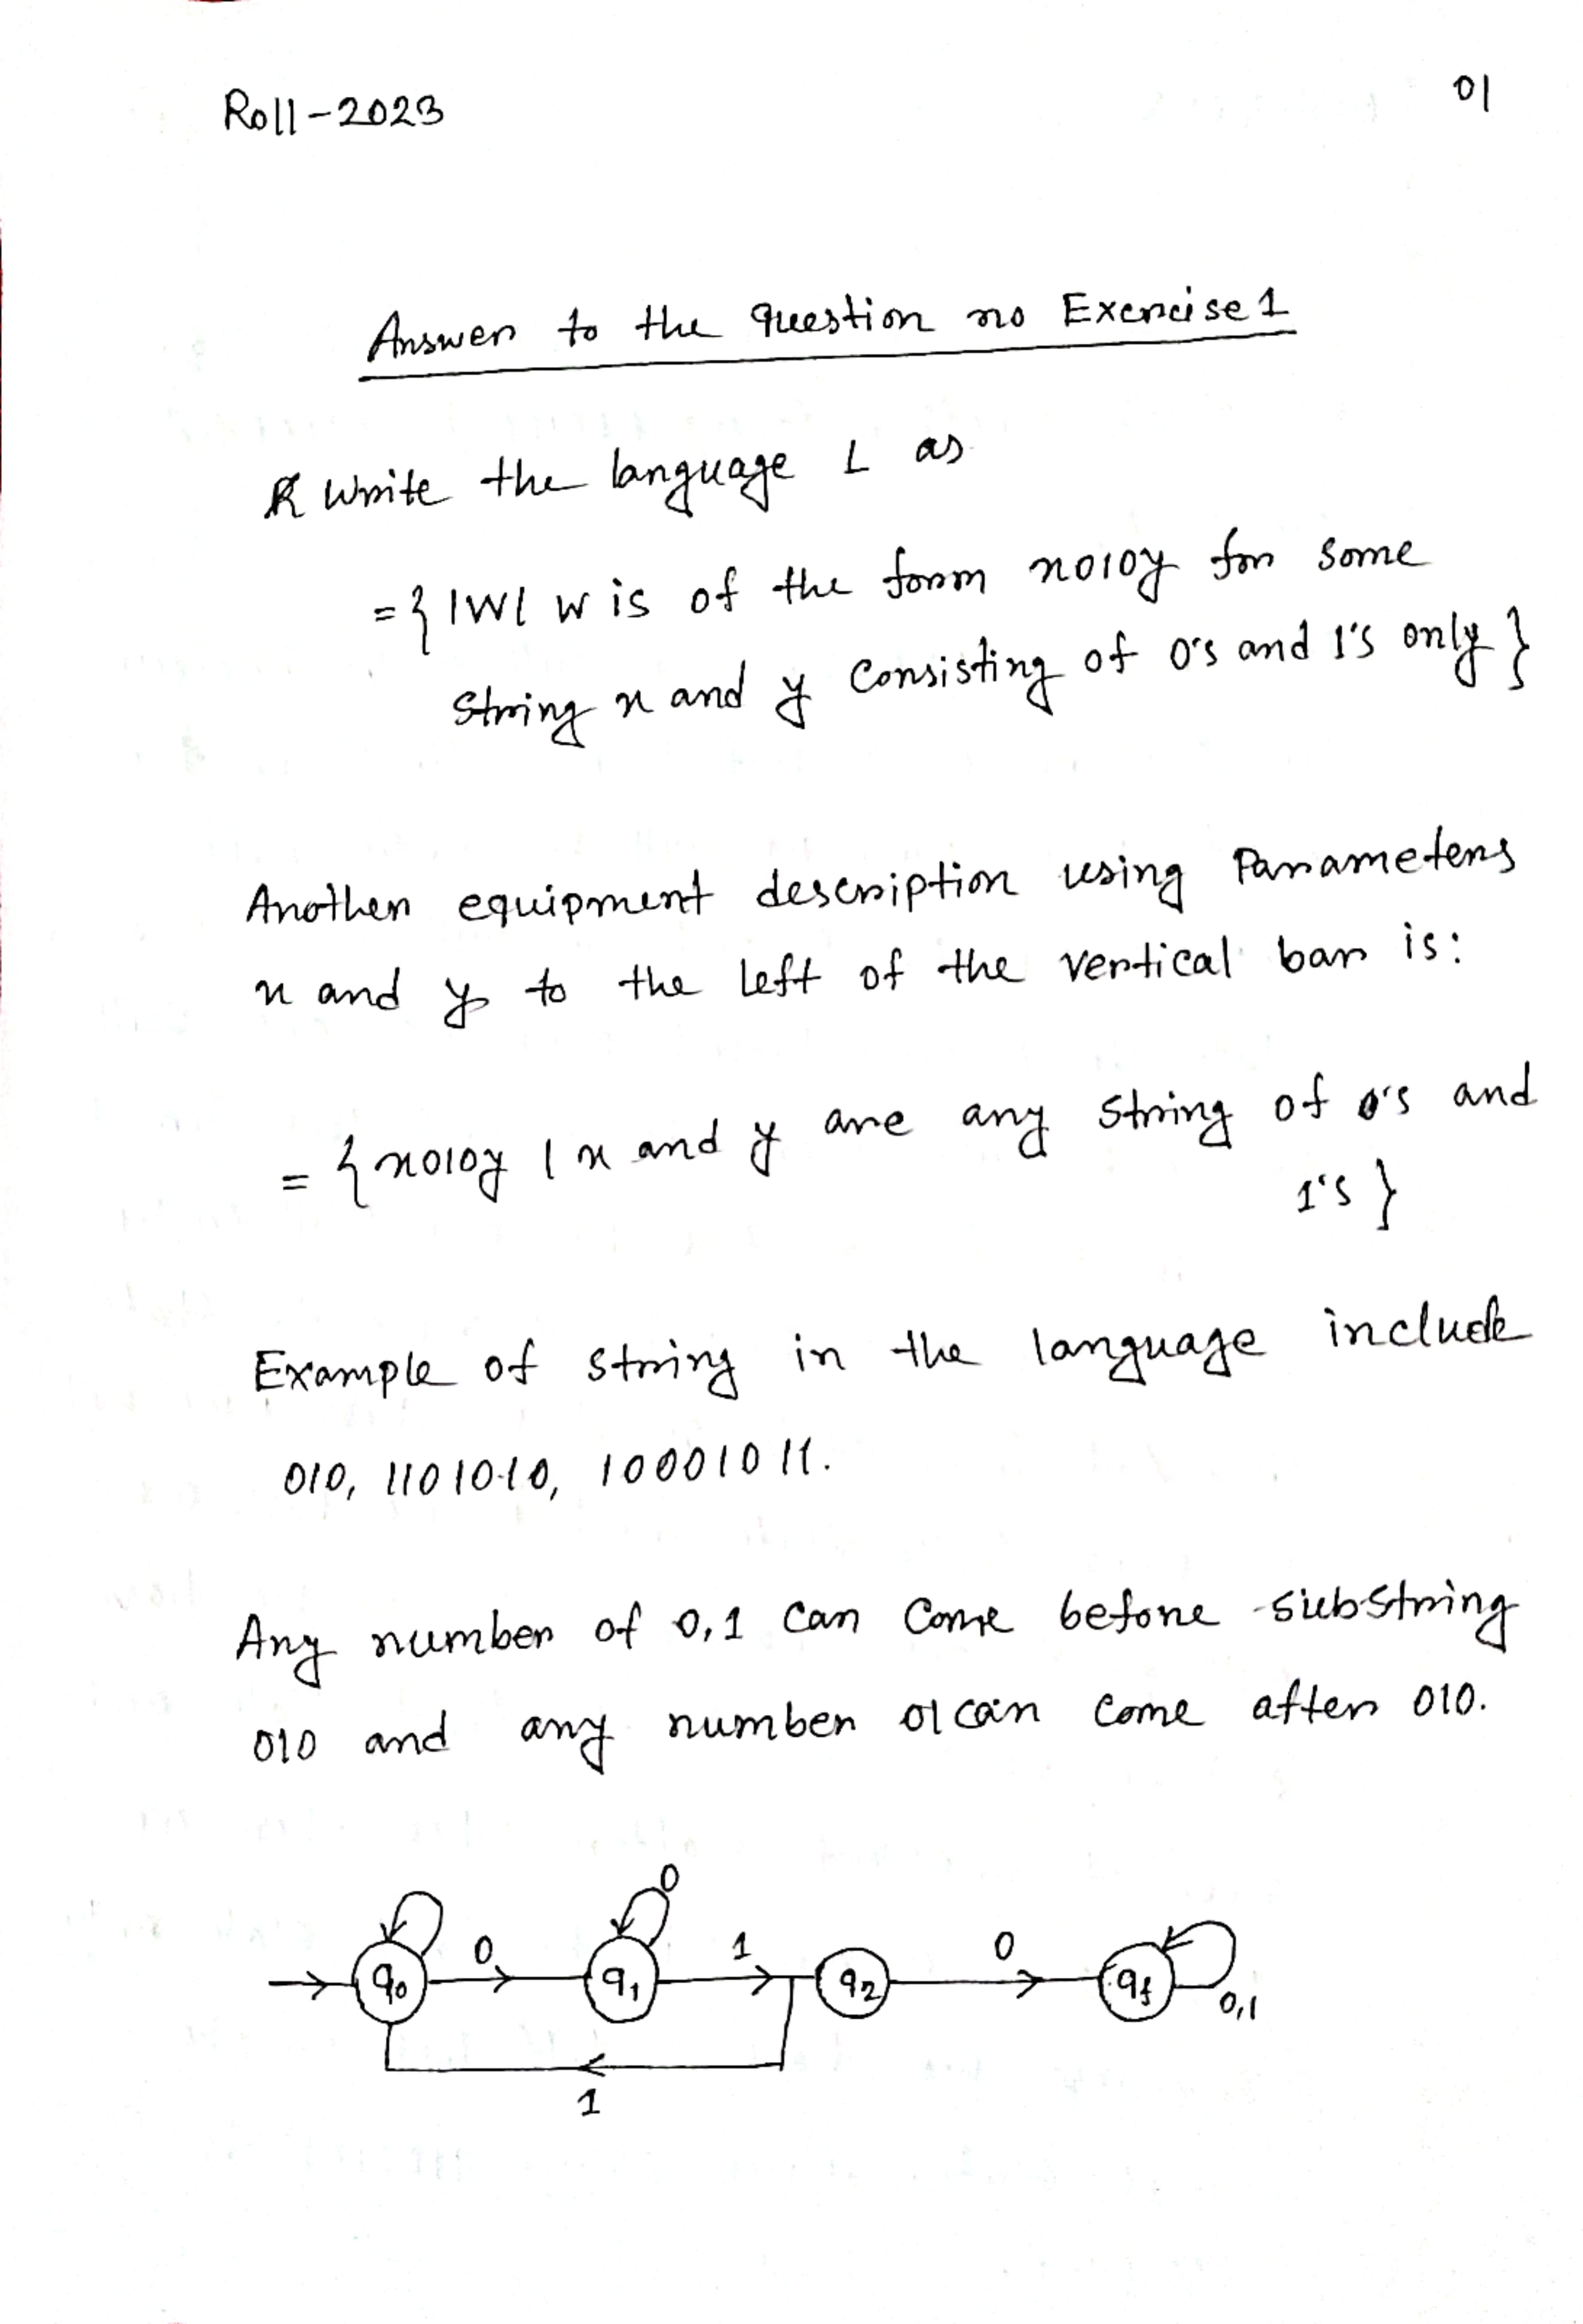 Roll-2023
01
Answer to the question no Exercise 1
Write the language L as
= { |W| w is of the form x010y for some
string x and y consisting of 0's and 1's only }
Another equipment description using Parameters
x and y to the left of the vertical bar is:
= { x010y | x and y are any string of 0's and
1's }
Example of string in the language include
010, 1101010, 10001011.
Any number of 0,1 can come before substring
010 and any number 01 can come after 010.
0
0 1 0
q0 q1 q2 qf
0,1
1